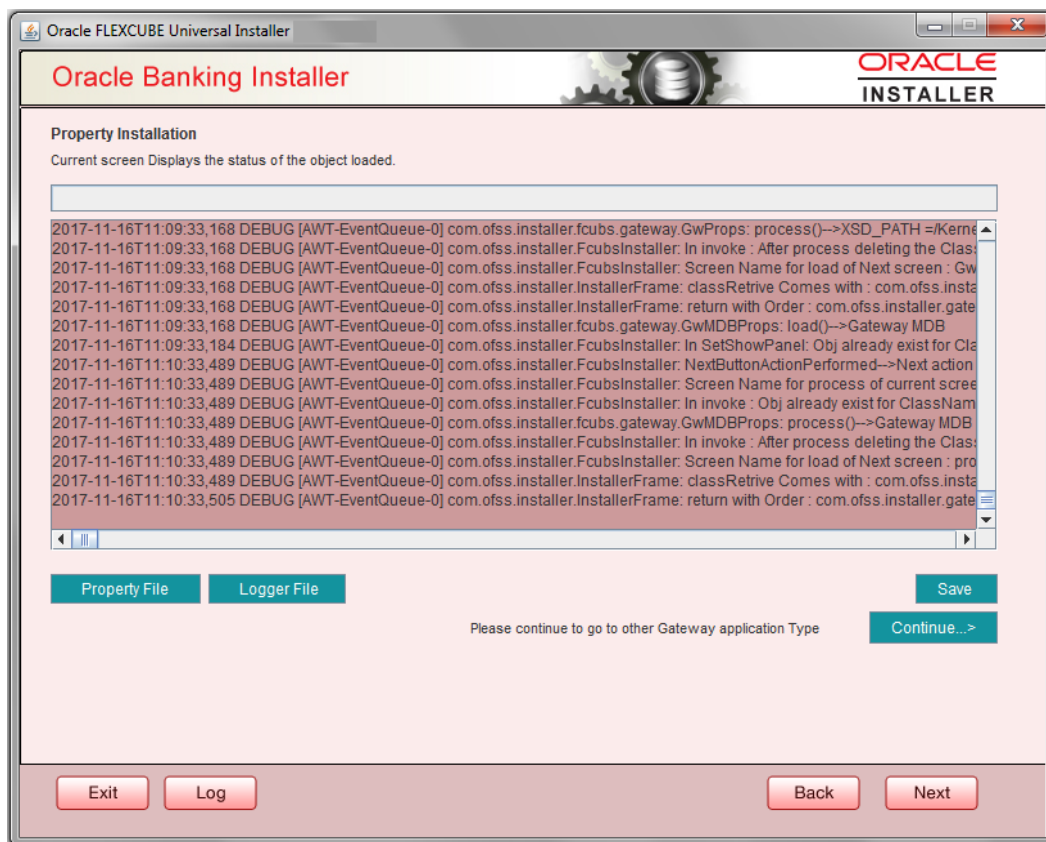 Oracle FLEXCUBE Universal Installer
Oracle Banking Installer
ORACLE
INSTALLER
Property Installation
Current screen Displays the status of the object loaded.
2017-11-16T11:09:33,168 DEBUG [AWT-EventQueue-0] com.ofss.installer.fcubs.gateway.GwProps: process()-->XSD_PATH =/Kerne
2017-11-16T11:09:33,168 DEBUG [AWT-EventQueue-0] com.ofss.installer.FcubsInstaller: In invoke : After process deleting the Clas
2017-11-16T11:09:33,168 DEBUG [AWT-EventQueue-0] com.ofss.installer.FcubsInstaller: Screen Name for load of Next screen : Gw
2017-11-16T11:09:33,168 DEBUG [AWT-EventQueue-0] com.ofss.installer.InstallerFrame: classRetrive Comes with : com.ofss.insta
2017-11-16T11:09:33,168 DEBUG [AWT-EventQueue-0] com.ofss.installer.InstallerFrame: return with Order : com.ofss.installer.gate
2017-11-16T11:09:33,168 DEBUG [AWT-EventQueue-0] com.ofss.installer.fcubs.gateway.GwMDBProps: load()-->Gateway MDB
2017-11-16T11:09:33,184 DEBUG [AWT-EventQueue-0] com.ofss.installer.FcubsInstaller: In SetShowPanel: Obj already exist for Cla
2017-11-16T11:10:33,489 DEBUG [AWT-EventQueue-0] com.ofss.installer.FcubsInstaller: NextButtonActionPerformed-->Next action
2017-11-16T11:10:33,489 DEBUG [AWT-EventQueue-0] com.ofss.installer.FcubsInstaller: Screen Name for process of current scree
2017-11-16T11:10:33,489 DEBUG [AWT-EventQueue-0] com.ofss.installer.FcubsInstaller: In invoke : Obj already exist for ClassNam
2017-11-16T11:10:33,489 DEBUG [AWT-EventQueue-0] com.ofss.installer.fcubs.gateway.GwMDBProps: process()-->Gateway MDB
2017-11-16T11:10:33,489 DEBUG [AWT-EventQueue-0] com.ofss.installer.FcubsInstaller: In invoke : After process deleting the Clas
2017-11-16T11:10:33,489 DEBUG [AWT-EventQueue-0] com.ofss.installer.FcubsInstaller: Screen Name for load of Next screen : pro
2017-11-16T11:10:33,489 DEBUG [AWT-EventQueue-0] com.ofss.installer.InstallerFrame: classRetrive Comes with : com.ofss.insta
2017-11-16T11:10:33,505 DEBUG [AWT-EventQueue-0] com.ofss.installer.InstallerFrame: return with Order : com.ofss.installer.gate
Property File Logger File Save
Please continue to go to other Gateway application Type Continue...>
Exit Log Back Next